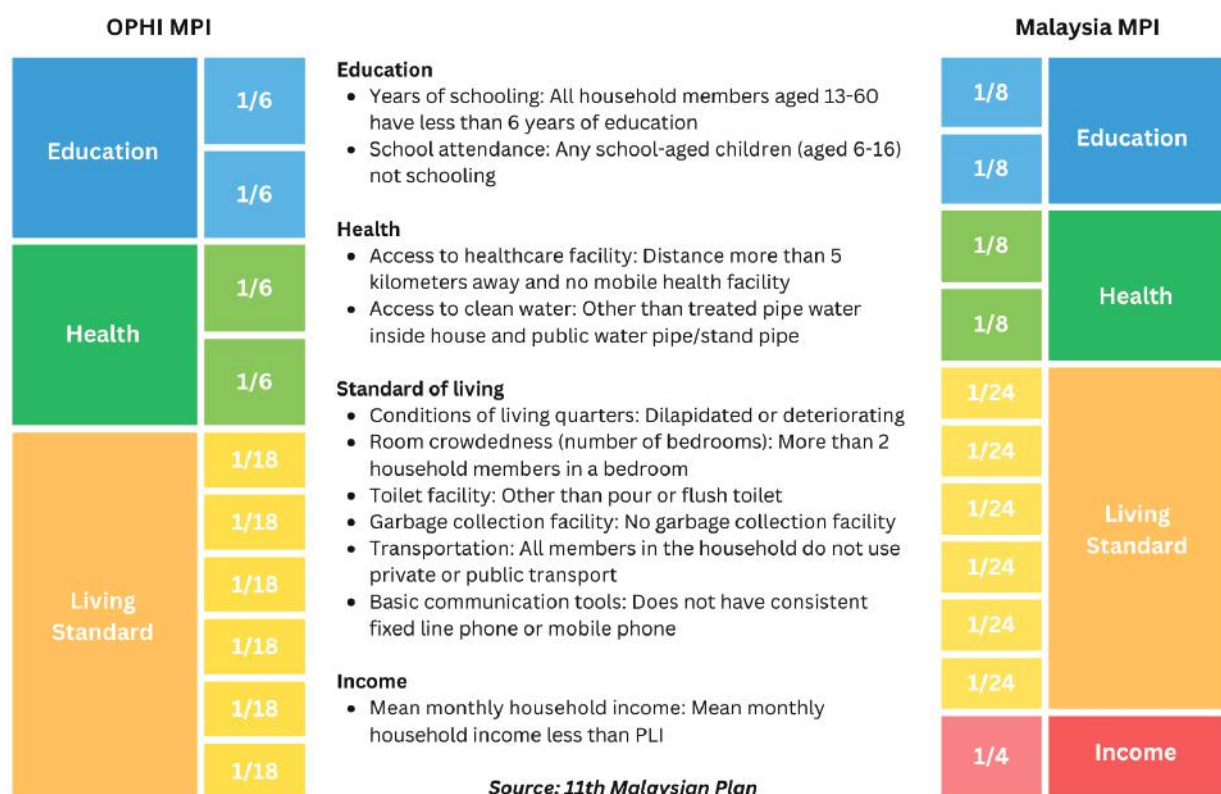 OPHI MPI
Education
1/6
1/6
Health
1/6
1/6
Living
Standard
1/18
1/18
1/18
1/18
1/18
1/18
Education
• Years of schooling: All household members aged 13-60
have less than 6 years of education
• School attendance: Any school-aged children (aged 6-16)
not schooling
Health
• Access to healthcare facility: Distance more than 5
kilometers away and no mobile health facility
• Access to clean water: Other than treated pipe water
inside house and public water pipe/stand pipe
Standard of living
• Conditions of living quarters: Dilapidated or deteriorating
• Room crowdedness (number of bedrooms): More than 2
household members in a bedroom
• Toilet facility: Other than pour or flush toilet
• Garbage collection facility: No garbage collection facility
• Transportation: All members in the household do not use
private or public transport
• Basic communication tools: Does not have consistent
fixed line phone or mobile phone
Income
• Mean monthly household income: Mean monthly
household income less than PLI
Source: 11th Malaysian Plan
Malaysia MPI
1/8
1/8
Education
1/8
1/8
Health
1/24
1/24
1/24
1/24
1/24
1/24
Living
Standard
1/4
Income